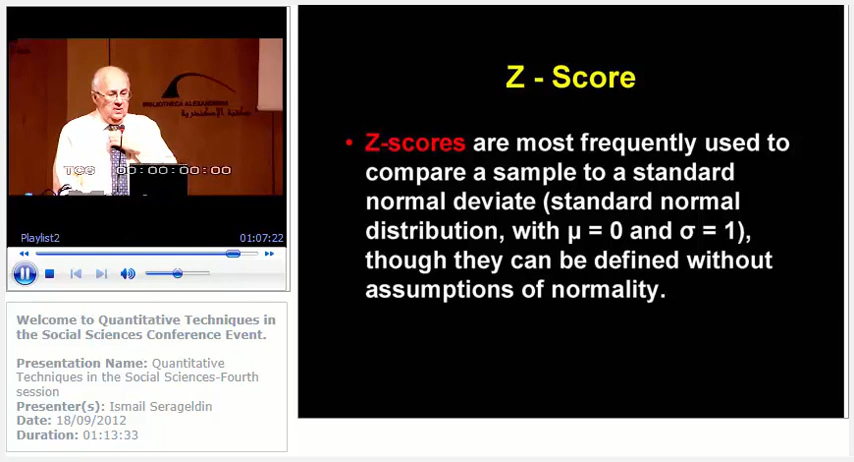 BIBLIOTHECA ALEXANDRINA
مكتبة الإسكندرية
TCG 00:00:00:00
Playlist2 01:07:22
Welcome to Quantitative Techniques in
the Social Sciences Conference Event.
Presentation Name: Quantitative
Techniques in the Social Sciences-Fourth
session
Presenter(s): Ismail Serageldin
Date: 18/09/2012
Duration: 01:13:33
Z - Score
• Z-scores are most frequently used to
compare a sample to a standard
normal deviate (standard normal
distribution, with μ = 0 and σ = 1),
though they can be defined without
assumptions of normality.